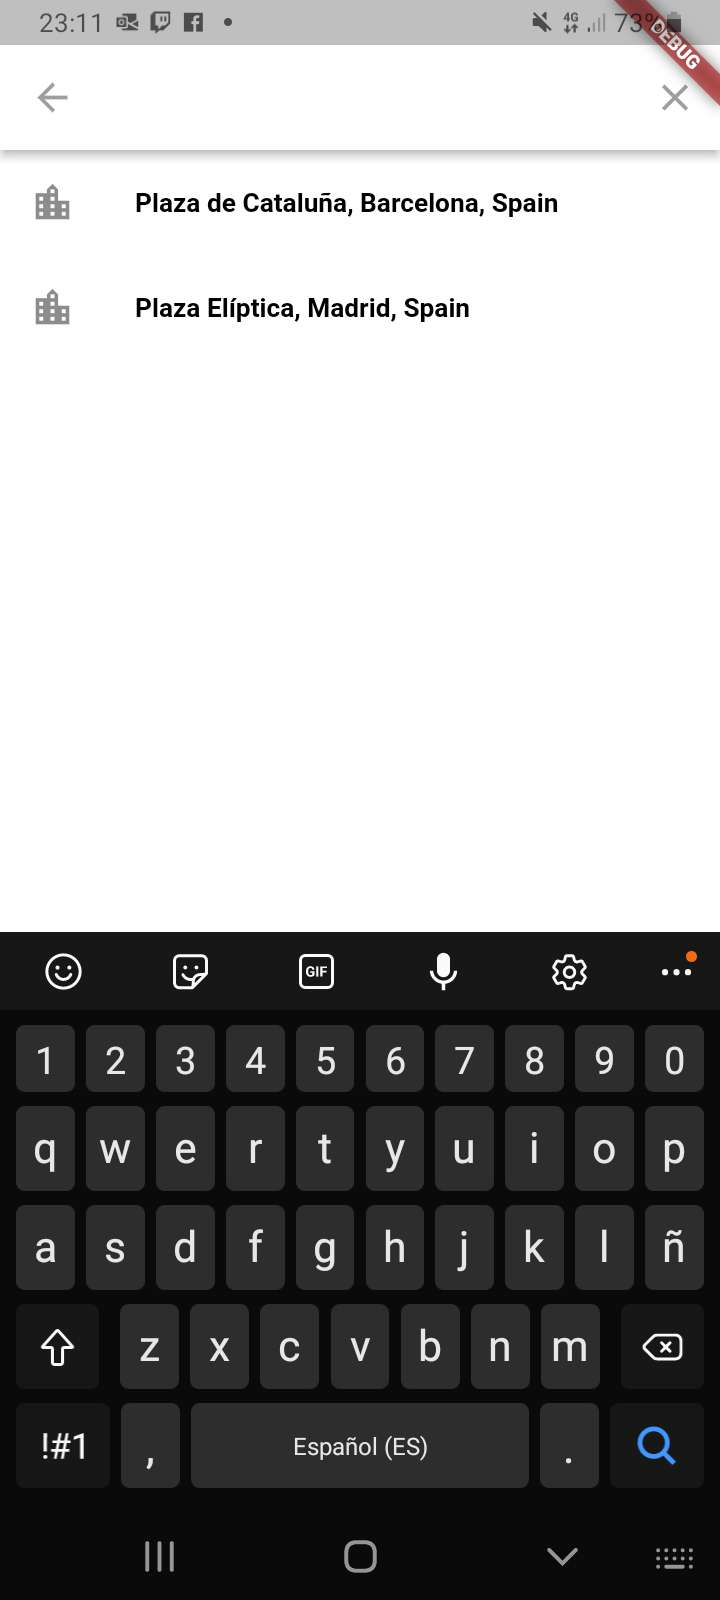 23:11 4G 73%
DEBUG
Plaza de Cataluña, Barcelona, Spain
Plaza Elíptica, Madrid, Spain
GIF
1 2 3 4 5 6 7 8 9 0
q w e r t y u i o p
a s d f g h j k l ñ
z x c v b n m
!#1 , Español (ES) .